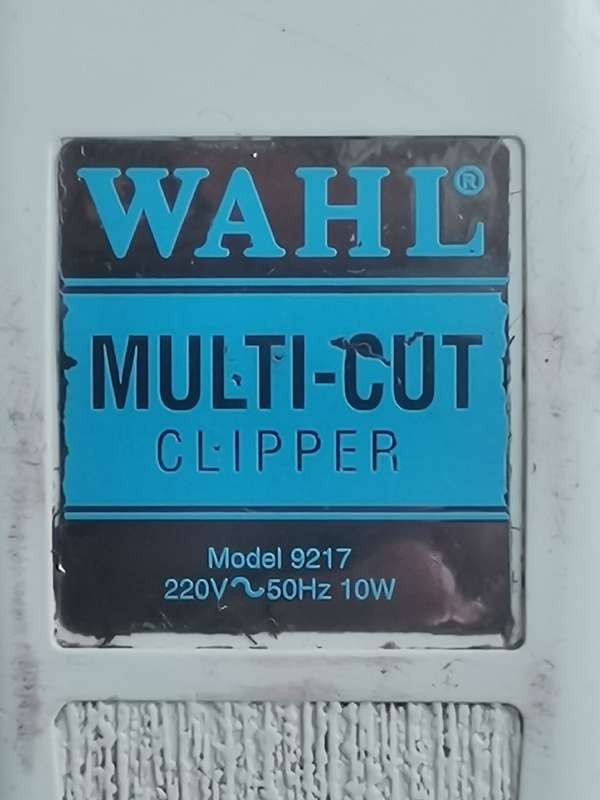 WAHL®
MULTI-CUT
CLIPPER
Model 9217
220V～50Hz 10W